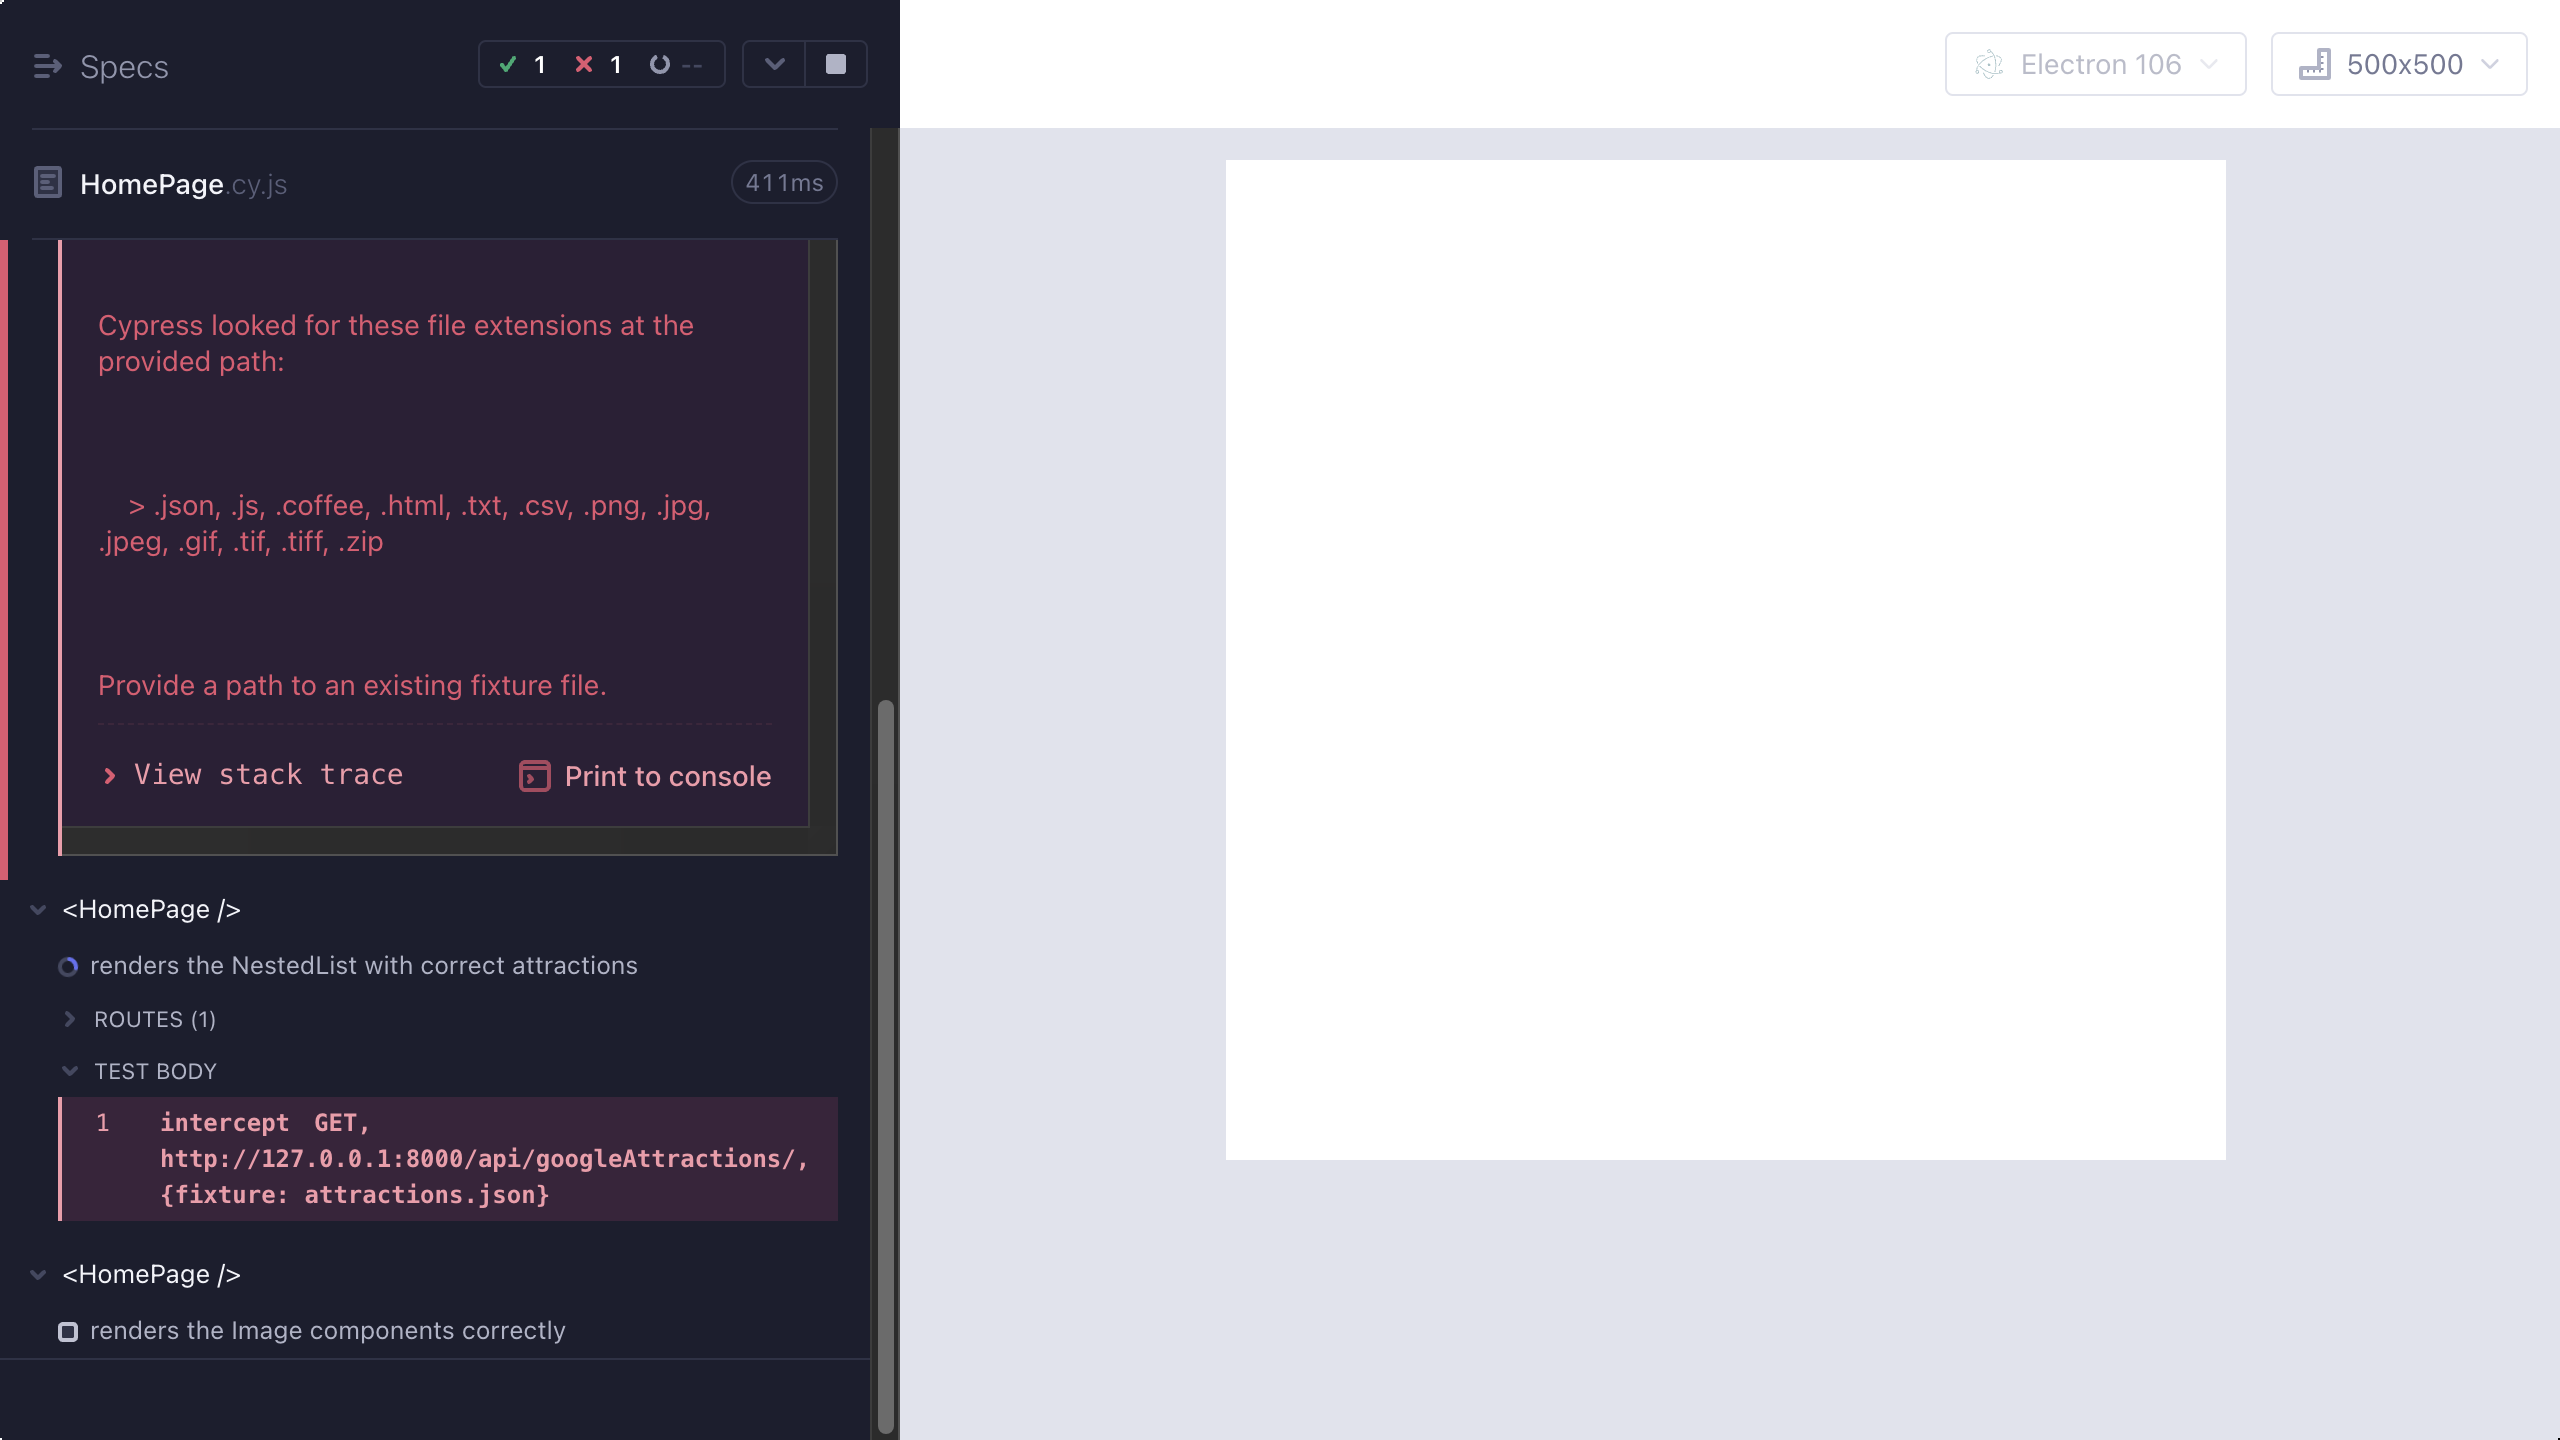 Specs
1 1 --
Electron 106
500x500
HomePage.cy.js
411ms
Cypress looked for these file extensions at the
provided path:
> .json, .js, .coffee, .html, .txt, .csv, .png, .jpg,
.jpeg, .gif, .tif, .tiff, .zip
Provide a path to an existing fixture file.
View stack trace
Print to console
<HomePage />
renders the NestedList with correct attractions
ROUTES (1)
TEST BODY
1 intercept GET,
http://127.0.0.1:8000/api/googleAttractions/,
{fixture: attractions.json}
<HomePage />
renders the Image components correctly